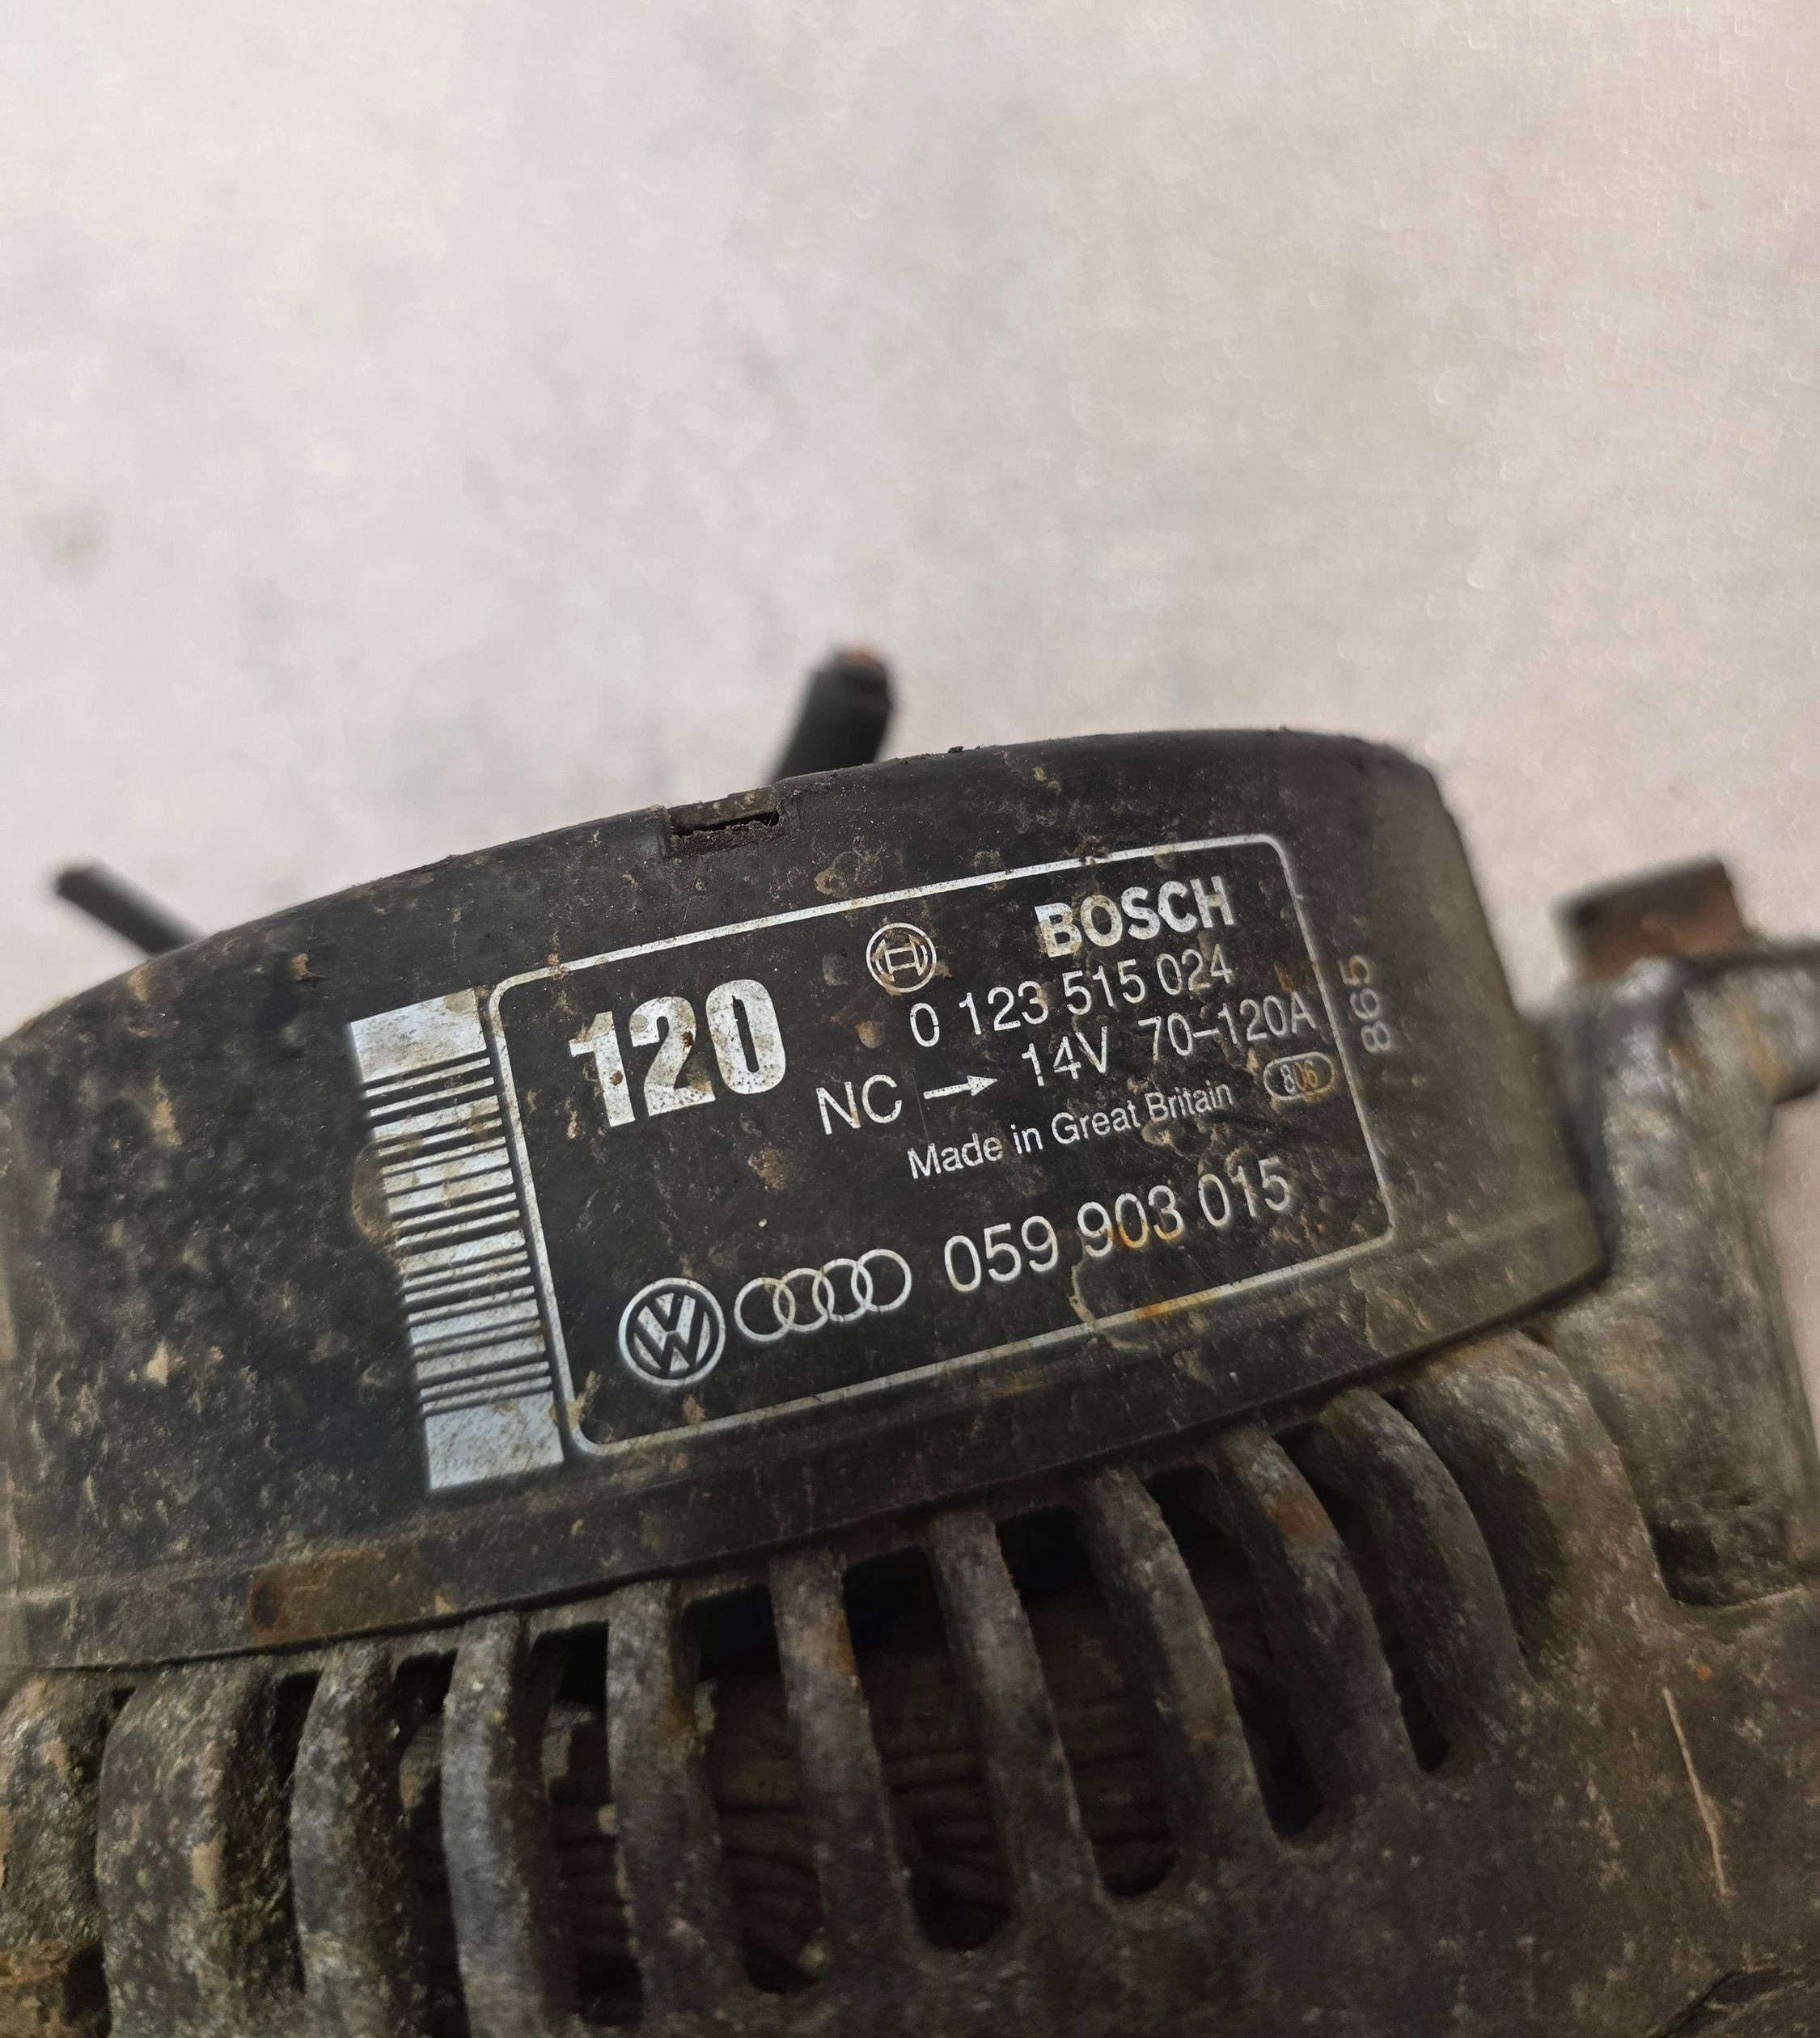 120
BOSCH
0 123 515 024
NC → 14V 70–120A
Made in Great Britain 806
059 903 015
865